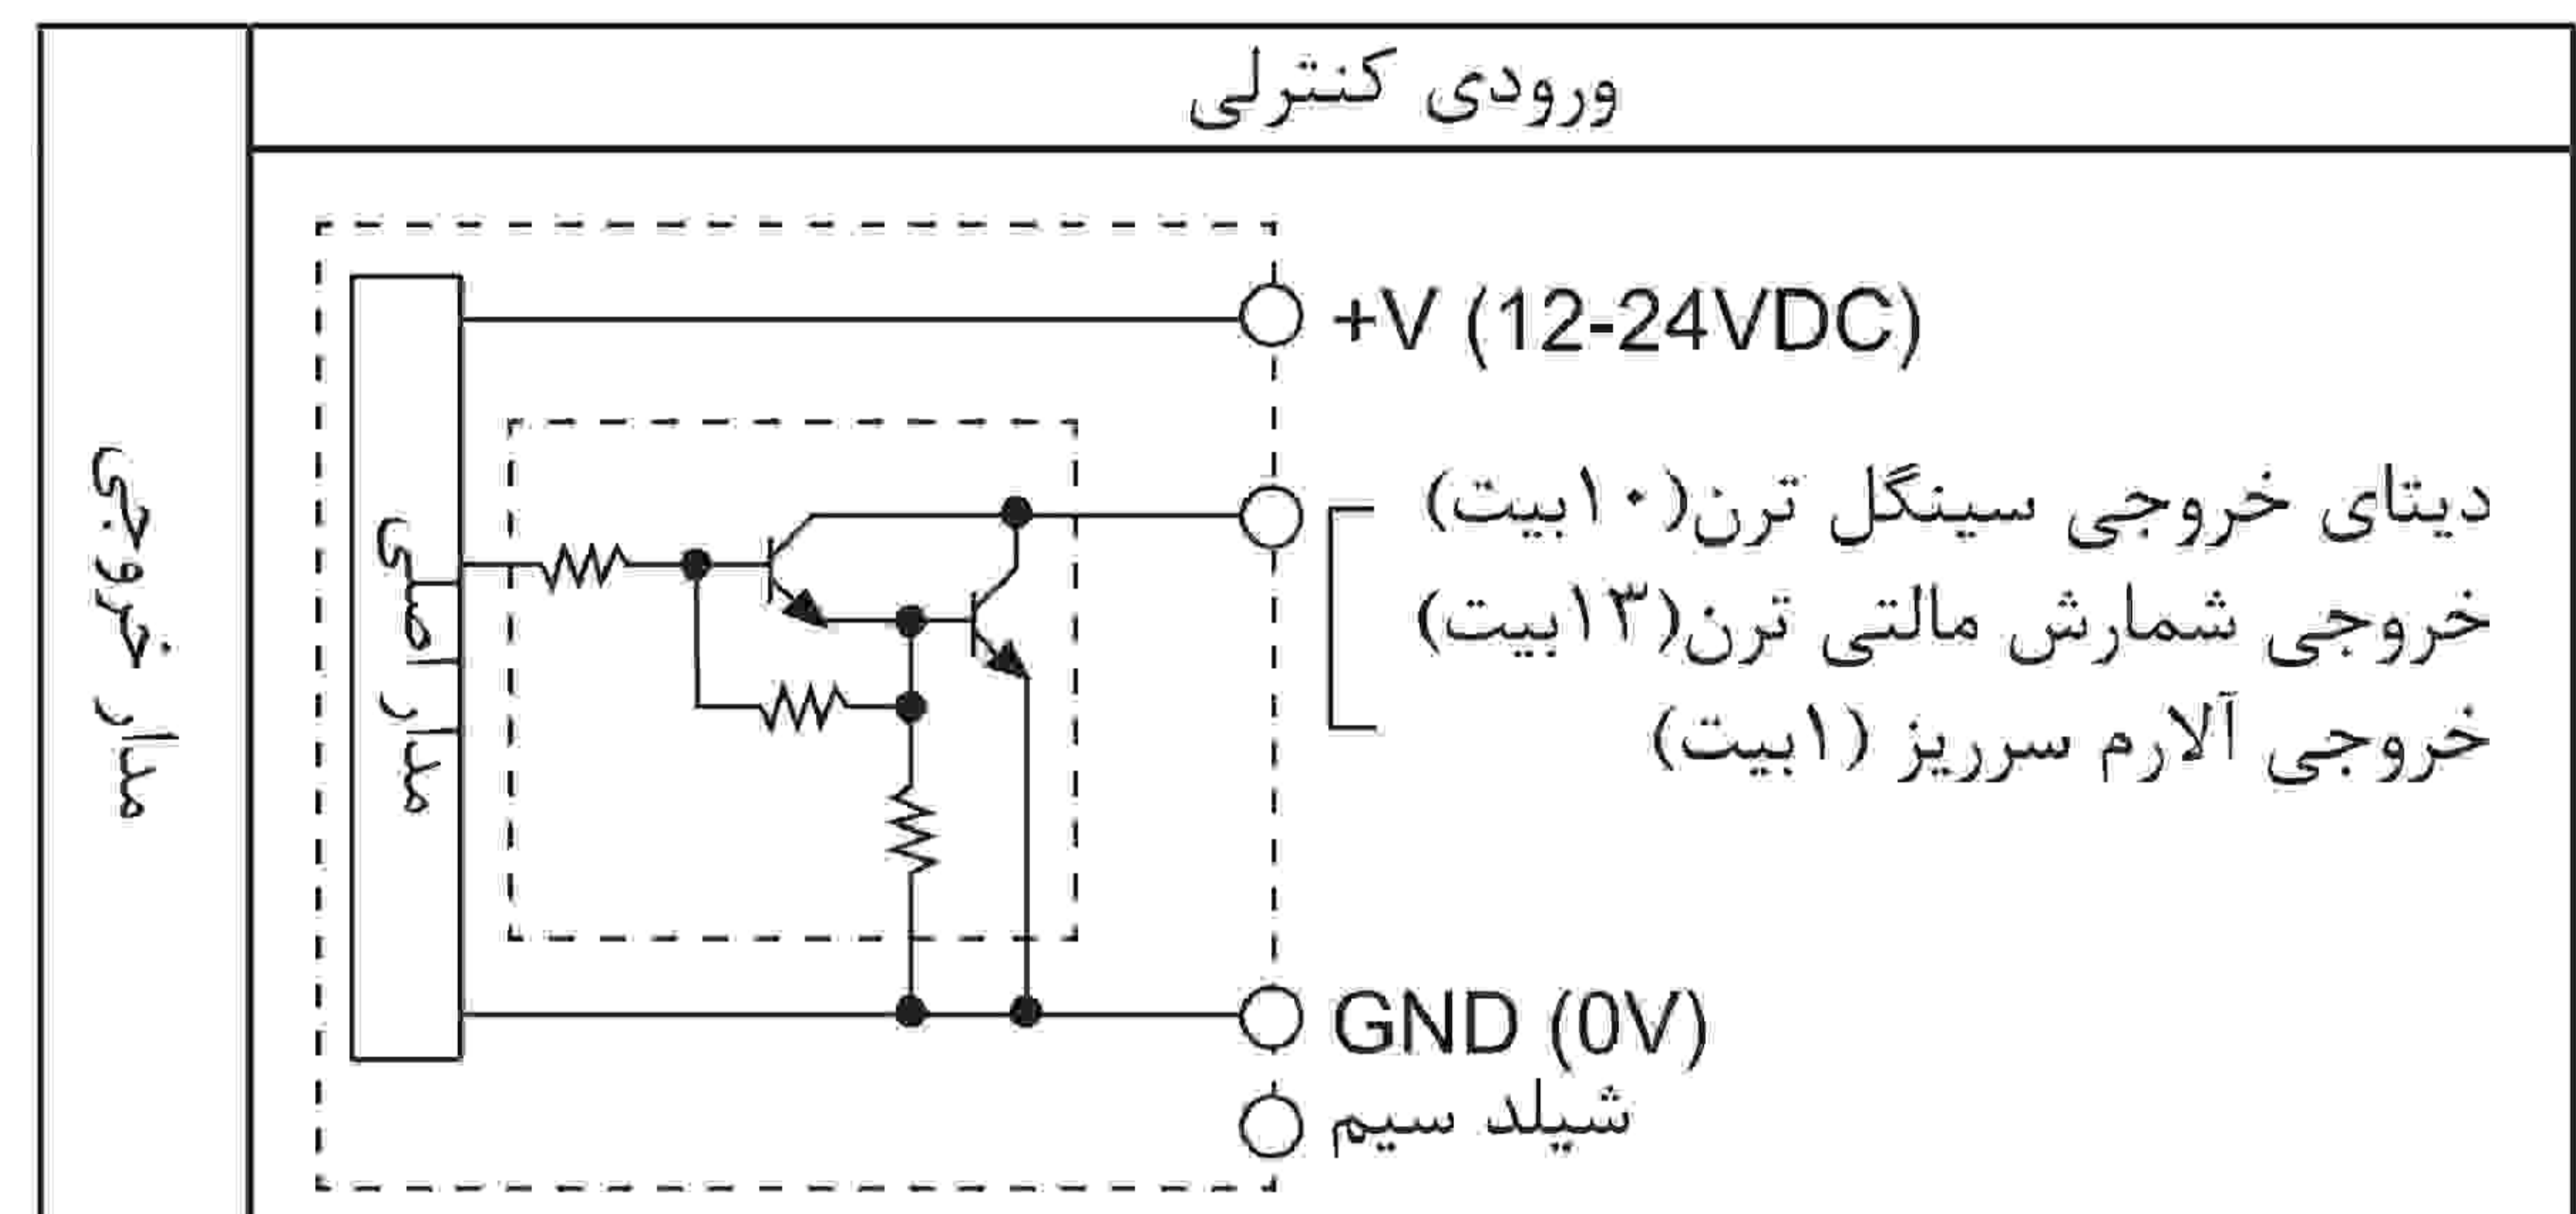 ورودی کنترلی
مدار خروجی
مدار اصلی
+V (12-24VDC)
دیتای خروجی سینگل ترن(۱۰بیت)
خروجی شمارش مالتی ترن(۱۳بیت)
خروجی آلارم سرریز (۱بیت)
GND (0V)
شیلد سیم